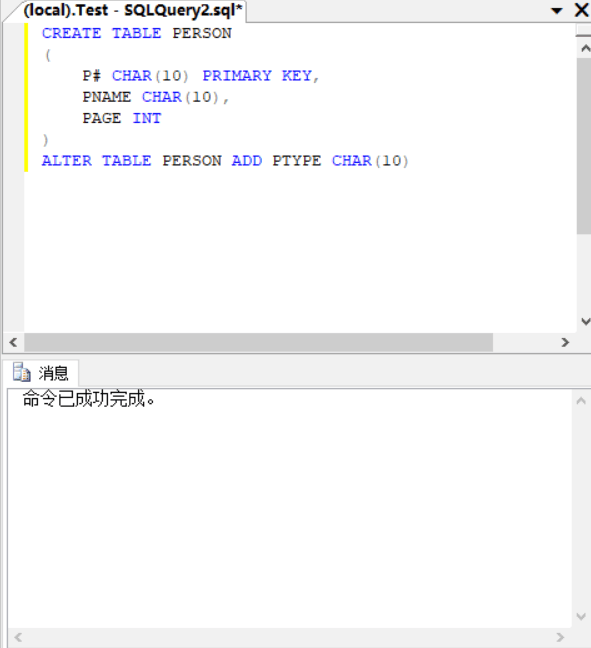 (local).Test - SQLQuery2.sql*
CREATE TABLE PERSON
(
P# CHAR(10) PRIMARY KEY,
PNAME CHAR(10),
PAGE INT
)
ALTER TABLE PERSON ADD PTYPE CHAR(10)
消息
命令已成功完成。